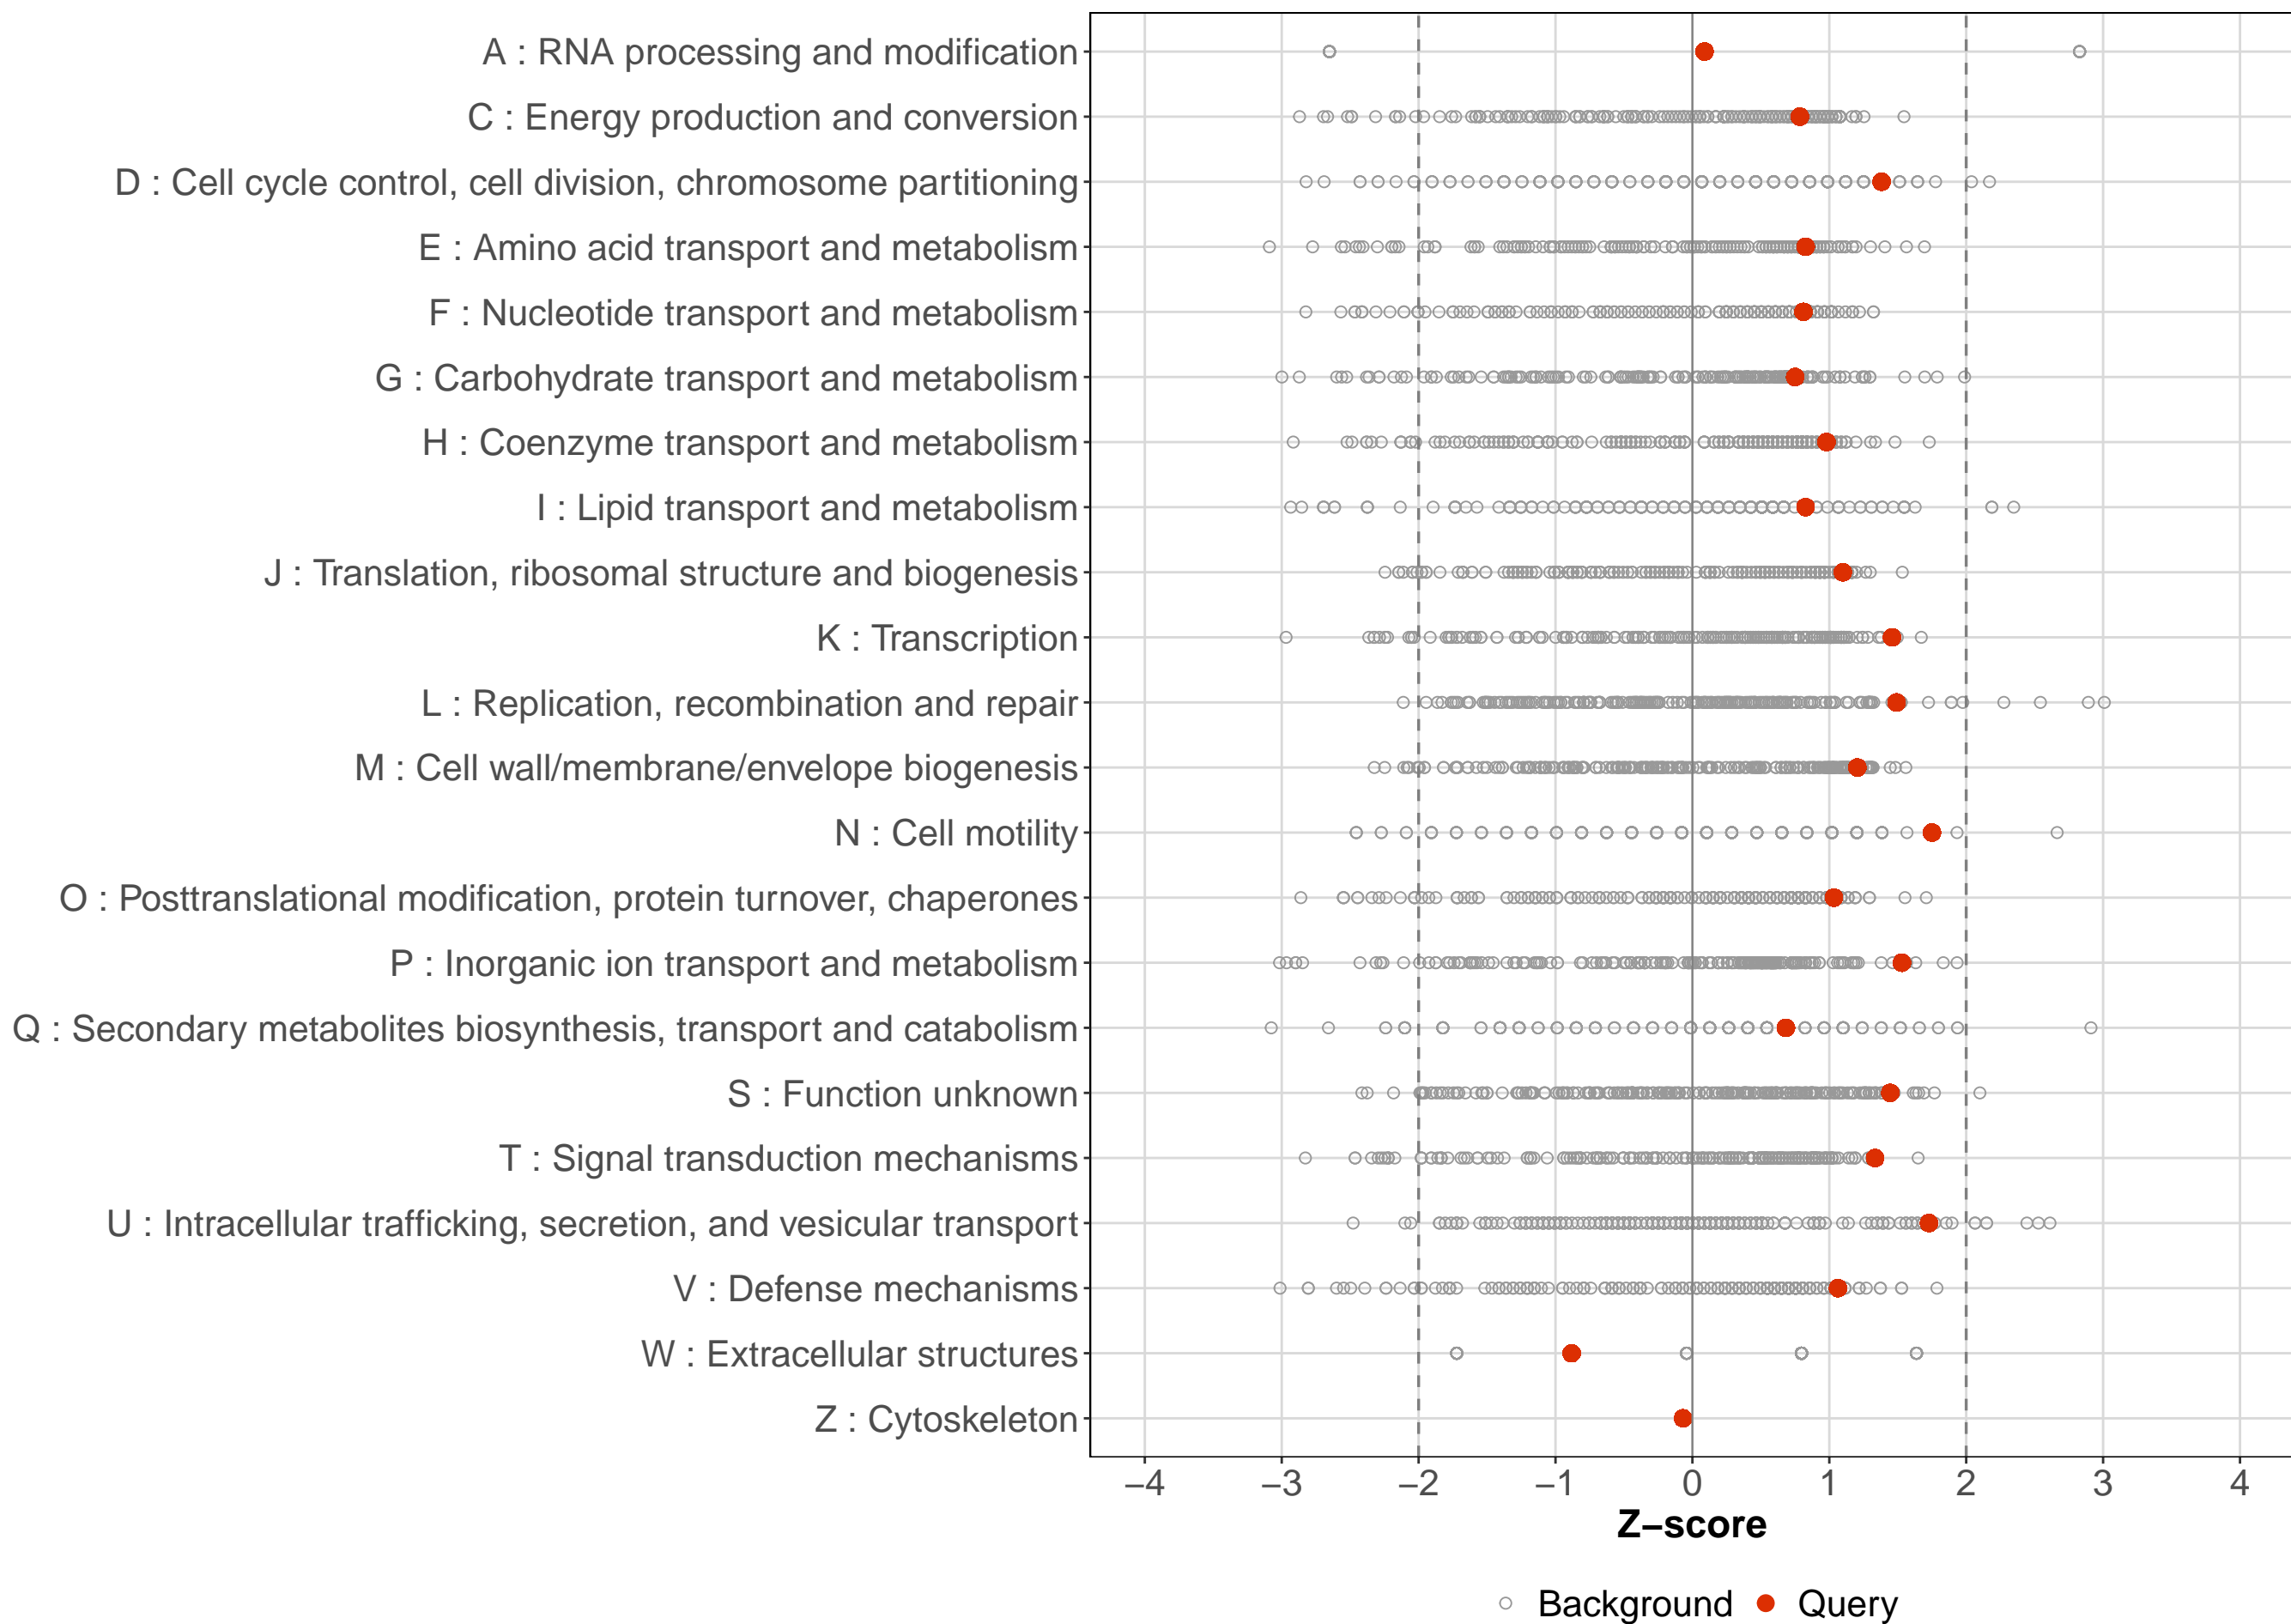 A : RNA processing and modification
C : Energy production and conversion
D : Cell cycle control, cell division, chromosome partitioning
E : Amino acid transport and metabolism
F : Nucleotide transport and metabolism
G : Carbohydrate transport and metabolism
H : Coenzyme transport and metabolism
I : Lipid transport and metabolism
J : Translation, ribosomal structure and biogenesis
K : Transcription
L : Replication, recombination and repair
M : Cell wall/membrane/envelope biogenesis
N : Cell motility
O : Posttranslational modification, protein turnover, chaperones
P : Inorganic ion transport and metabolism
Q : Secondary metabolites biosynthesis, transport and catabolism
S : Function unknown
T : Signal transduction mechanisms
U : Intracellular trafficking, secretion, and vesicular transport
V : Defense mechanisms
W : Extracellular structures
Z : Cytoskeleton
−4 −3 −2 −1 0 1 2 3 4
Z−score
Background Query